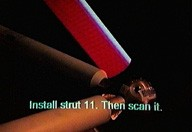 Install strut 11. Then scan it.